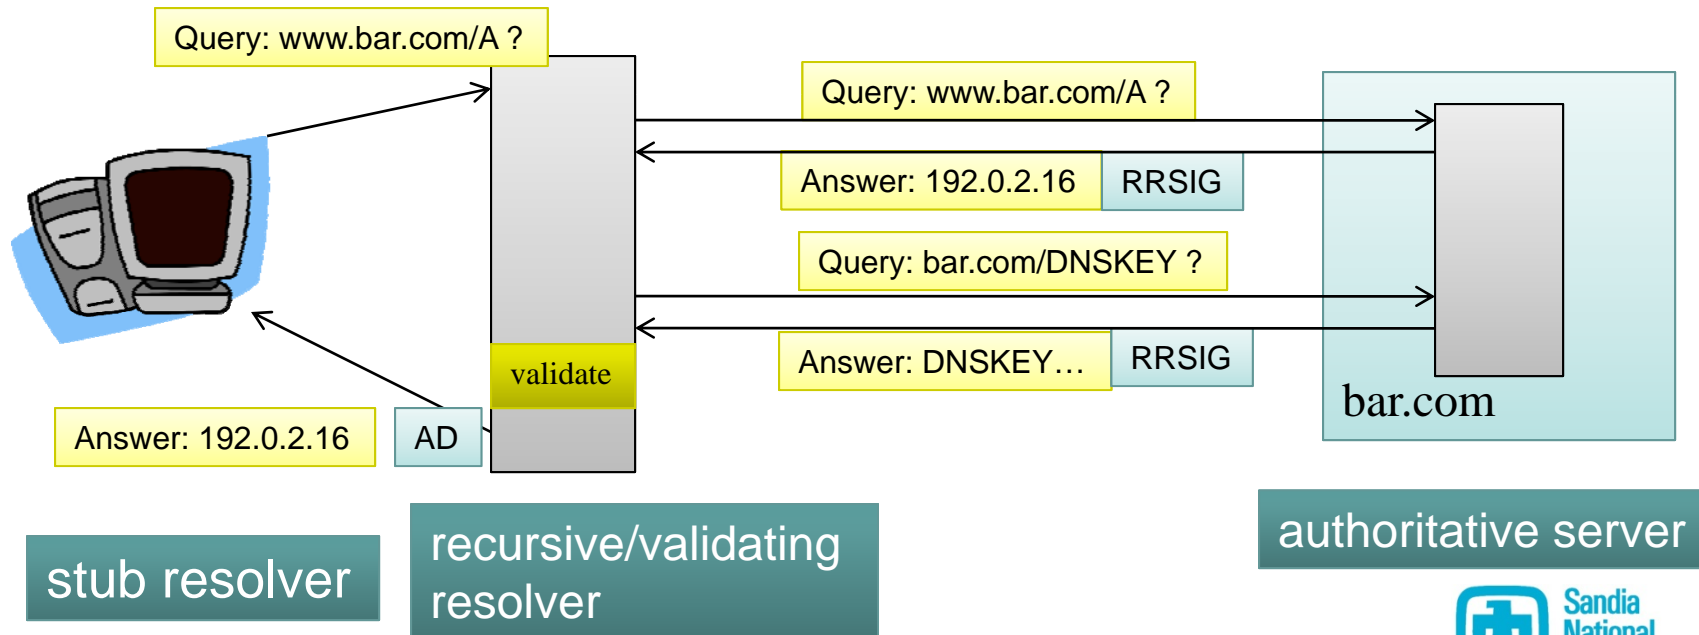 Query: www.bar.com/A ?
Query: www.bar.com/A ?
Answer: 192.0.2.16
RRSIG
Query: bar.com/DNSKEY ?
Answer: DNSKEY…
RRSIG
validate
bar.com
Answer: 192.0.2.16
AD
stub resolver
recursive/validating
resolver
authoritative server
Sandia
National